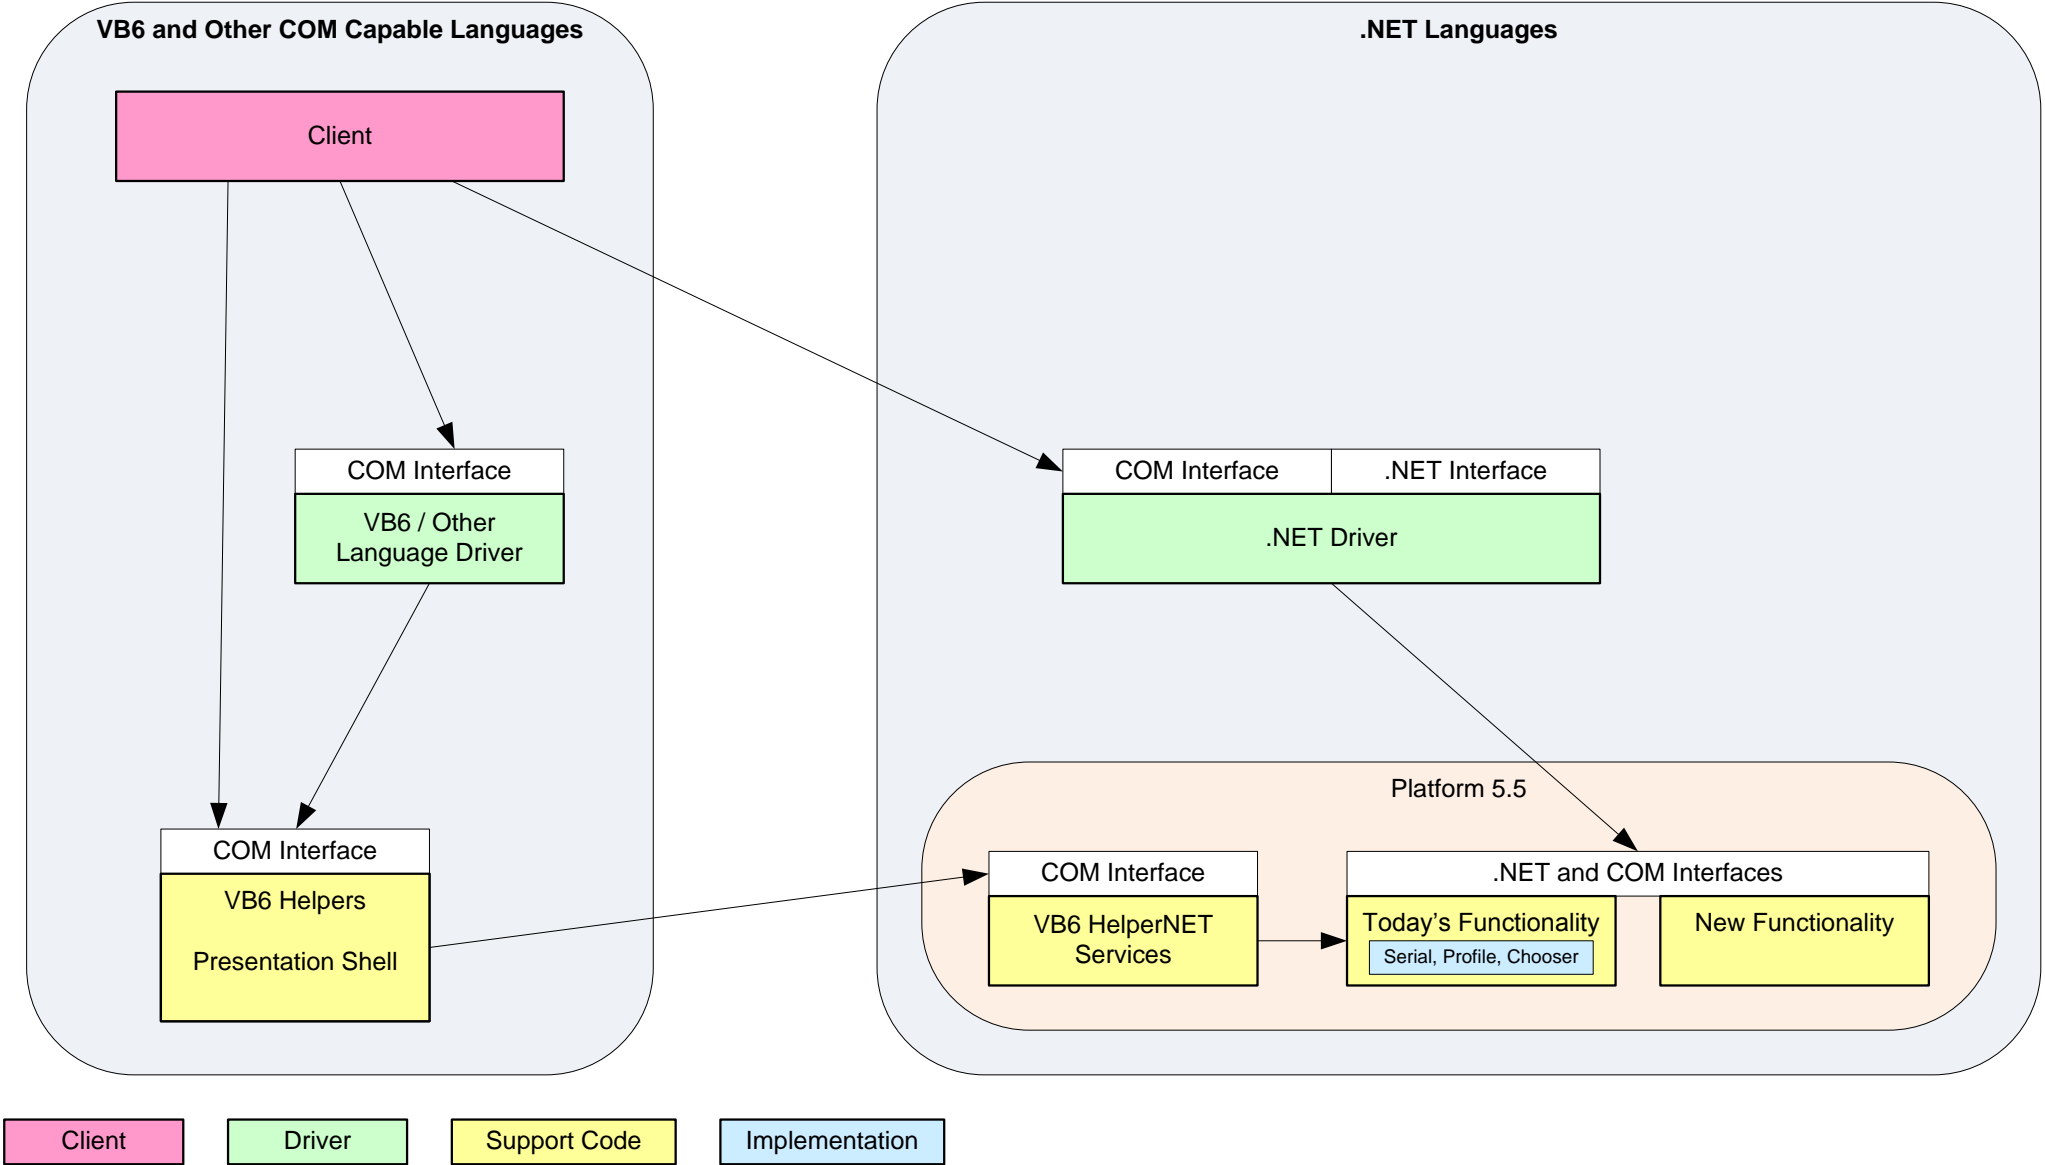 VB6 and Other COM Capable Languages
.NET Languages
Client
COM Interface
VB6 / Other
Language Driver
COM Interface
.NET Interface
.NET Driver
Platform 5.5
COM Interface
VB6 Helpers
Presentation Shell
COM Interface
VB6 HelperNET
Services
.NET and COM Interfaces
Today’s Functionality
Serial, Profile, Chooser
New Functionality
Client
Driver
Support Code
Implementation